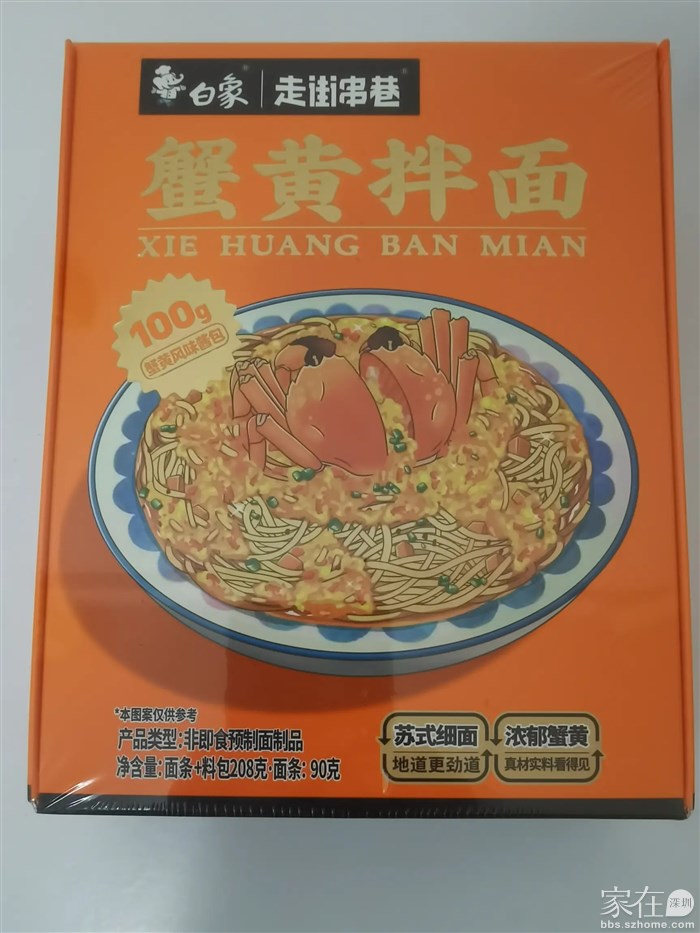 白象 | 走街串巷
蟹黄拌面
XIE HUANG BAN MIAN
100g
蟹黄风味酱包
*本图案仅供参考
产品类型:非即食预制面制品
净含量:面条+料包208克·面条:90克
苏式细面
地道更劲道
浓郁蟹黄
真材实料看得见
家在深圳
bbs.szhome.com